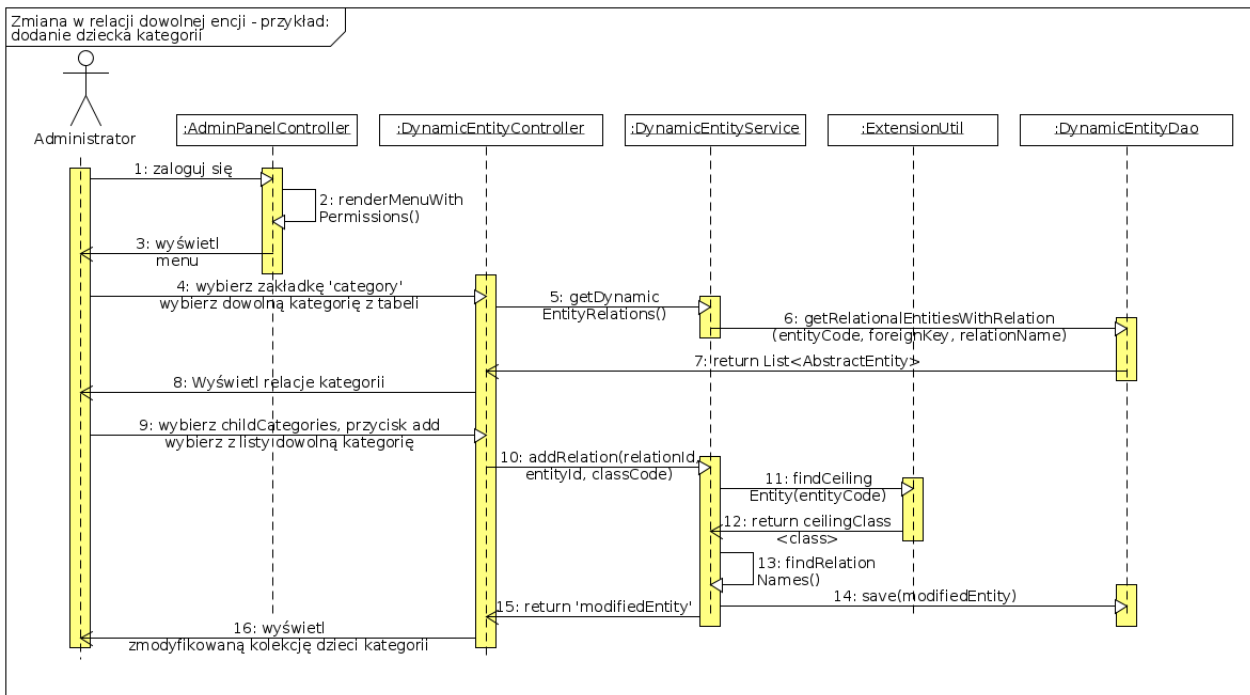 Zmiana w relacji dowolnej encji - przykład:
dodanie dziecka kategorii
Administrator
:AdminPanelController
:DynamicEntityController
:DynamicEntityService
:ExtensionUtil
:DynamicEntityDao
1: zaloguj się
2: renderMenuWith
Permissions()
3: wyświetl
menu
4: wybierz zakładkę 'category'
wybierz dowolną kategorię z tabeli
5: getDynamic
EntityRelations()
6: getRelationalEntitiesWithRelation
(entityCode, foreignKey, relationName)
7: return List<AbstractEntity>
8: Wyświetl relacje kategorii
9: wybierz childCategories, przycisk add
wybierz z listy dowolną kategorię
10: addRelation(relationId,
entityId, classCode)
11: findCeiling
Entity(entityCode)
12: return ceilingClass
<class>
13: findRelation
Names()
14: save(modifiedEntity)
15: return 'modifiedEntity'
16: wyświetl
zmodyfikowaną kolekcję dzieci kategorii